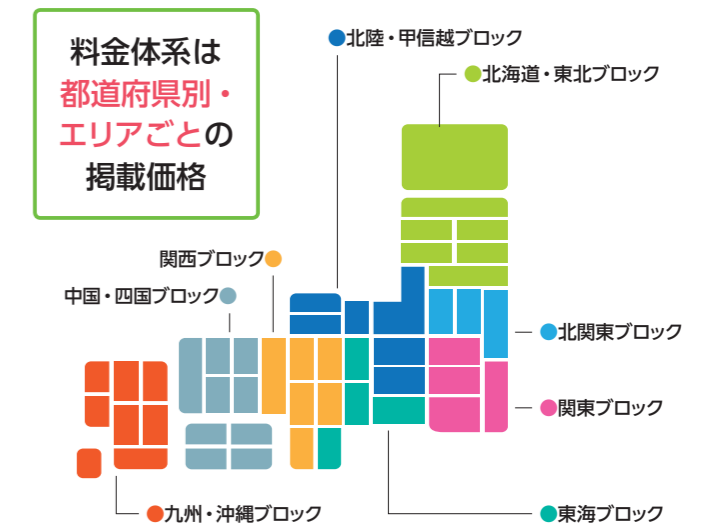 料金体系は
都道府県別・
エリアごとの
掲載価格
●北陸・甲信越ブロック
●北海道・東北ブロック
関西ブロック●
中国・四国ブロック●
●北関東ブロック
●関東ブロック
●九州・沖縄ブロック
●東海ブロック